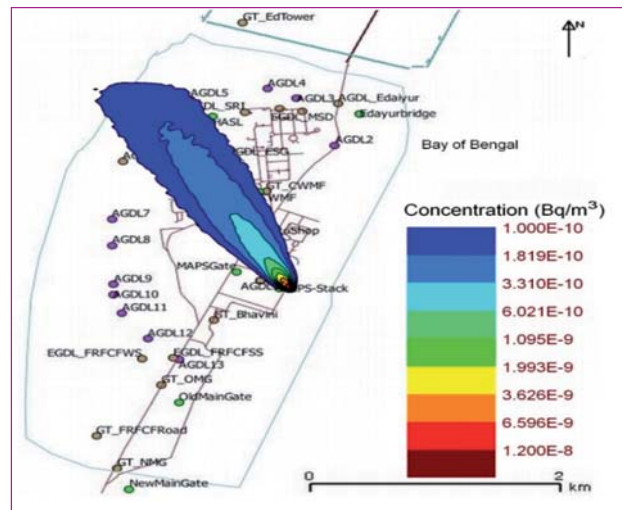 GT_EdTower
N
AGDL5
AGDL4
AGDL3
AGDL_Edaiyur
EGDL_MSD
Edayurbridge
AGDL2
Bay of Bengal
GT_CWMF
WMF
AGDL7
Concentration (Bq/m³)
1.000E-10
1.819E-10
3.310E-10
6.021E-10
1.095E-9
1.993E-9
3.626E-9
6.596E-9
1.200E-8
AGDL8
MAPSGate
AGDL9
AGDL10
AGDL11
PS-Stack
GT_Bhavini
AGDL12
EGDL_FRFCFWS
EGDL_FRFCFSS
AGDL13
GT_OMG
OldMainGate
GT_FRFCFRoad
GT_NMG
NewMainGate
0
2
km